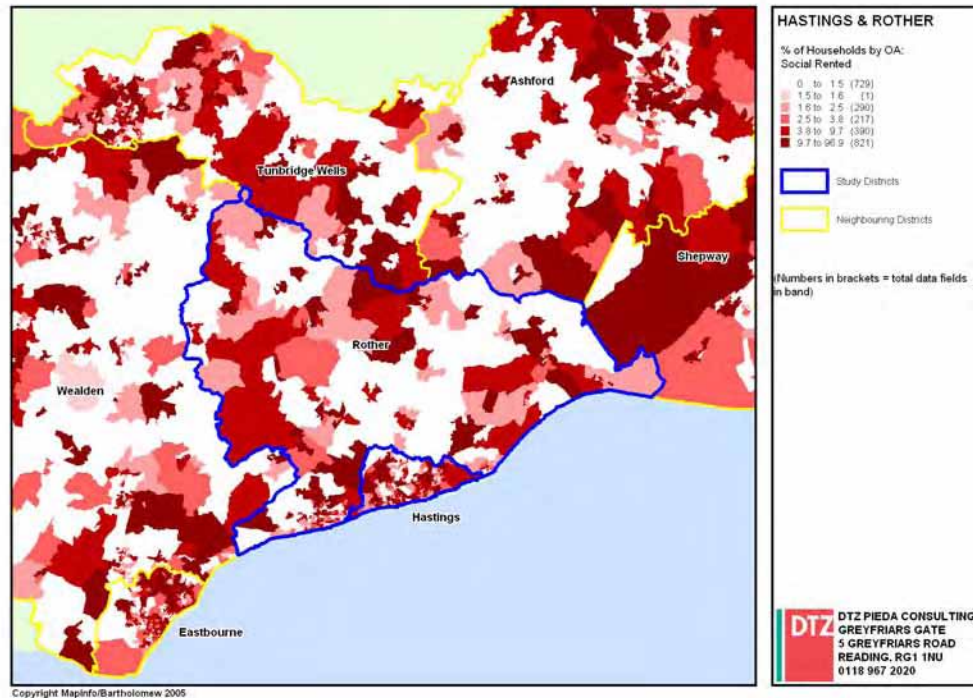 HASTINGS & ROTHER
% of Households by OA:
Social Rented
0 to 1.5 (729)
1.5 to 1.6 (1)
1.6 to 2.5 (290)
2.5 to 3.8 (217)
3.8 to 9.7 (390)
9.7 to 96.9 (821)
Study Districts
Neighbouring Districts
(Numbers in brackets = total data fields
in band)
Ashford
Tunbridge Wells
Shepway
Rother
Wealden
Hastings
Eastbourne
DTZ
DTZ PIEDA CONSULTING
GREYFRIARS GATE
5 GREYFRIARS ROAD
READING, RG1 1NU
0118 967 2020
Copyright MapInfo/Bartholomew 2005